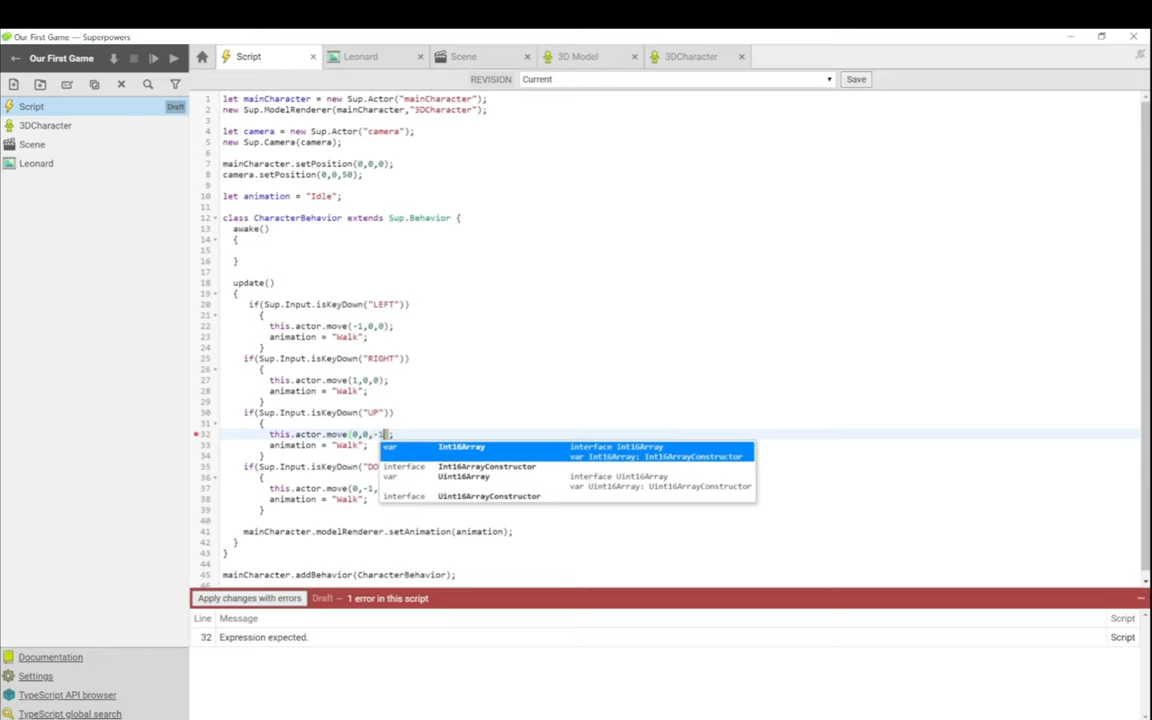 Our First Game — Superpowers
Our First Game
Script
Leonard
Scene
3D Model
3DCharacter
REVISION
Current
Save
Script
Draft
3DCharacter
Scene
Leonard
1 let mainCharacter = new Sup.Actor("mainCharacter");
2 new Sup.ModelRenderer(mainCharacter,"3DCharacter");
3
4 let camera = new Sup.Actor("camera");
5 new Sup.Camera(camera);
6
7 mainCharacter.setPosition(0,0,0);
8 camera.setPosition(0,0,50);
9
10 let animation = "Idle";
11
12 class CharacterBehavior extends Sup.Behavior {
13 awake()
14 {
15
16 }
17
18 update()
19 {
20 if(Sup.Input.isKeyDown("LEFT"))
21 {
22 this.actor.move(-1,0,0);
23 animation = "Walk";
24 }
25 if(Sup.Input.isKeyDown("RIGHT"))
26 {
27 this.actor.move(1,0,0);
28 animation = "Walk";
29 }
30 if(Sup.Input.isKeyDown("UP"))
31 {
32 this.actor.move(0,0,-1);
33 animation = "Walk";
34 }
35 if(Sup.Input.isKeyDown("DO
36 {
37 this.actor.move(0,-1,
38 animation = "Walk";
39 }
40
41 mainCharacter.modelRenderer.setAnimation(animation);
42 }
43 }
44
45 mainCharacter.addBehavior(CharacterBehavior);
var Int16Array interface Int16Array
var Int16Array: Int16ArrayConstructor
interface Int16ArrayConstructor
var Uint16Array interface Uint16Array
var Uint16Array: Uint16ArrayConstructor
interface Uint16ArrayConstructor
Apply changes with errors Draft — 1 error in this script
Line Message Script
32 Expression expected. Script
Documentation
Settings
TypeScript API browser
TypeScript global search